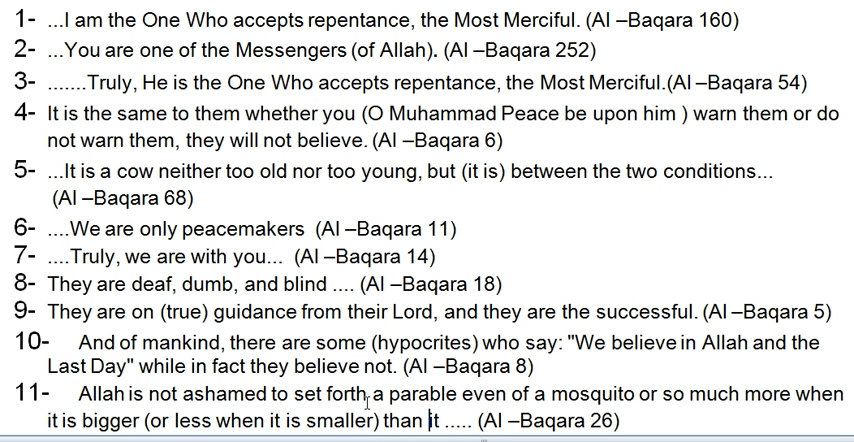 1- ...I am the One Who accepts repentance, the Most Merciful. (Al –Baqara 160)
2- ...You are one of the Messengers (of Allah). (Al –Baqara 252)
3- .......Truly, He is the One Who accepts repentance, the Most Merciful.(Al –Baqara 54)
4- It is the same to them whether you (O Muhammad Peace be upon him ) warn them or do
not warn them, they will not believe. (Al –Baqara 6)
5- ...It is a cow neither too old nor too young, but (it is) between the two conditions...
(Al –Baqara 68)
6- ....We are only peacemakers (Al –Baqara 11)
7- ....Truly, we are with you... (Al –Baqara 14)
8- They are deaf, dumb, and blind .... (Al –Baqara 18)
9- They are on (true) guidance from their Lord, and they are the successful. (Al –Baqara 5)
10- And of mankind, there are some (hypocrites) who say: "We believe in Allah and the
Last Day" while in fact they believe not. (Al –Baqara 8)
11- Allah is not ashamed to set forth a parable even of a mosquito or so much more when
it is bigger (or less when it is smaller) than it ..... (Al –Baqara 26)